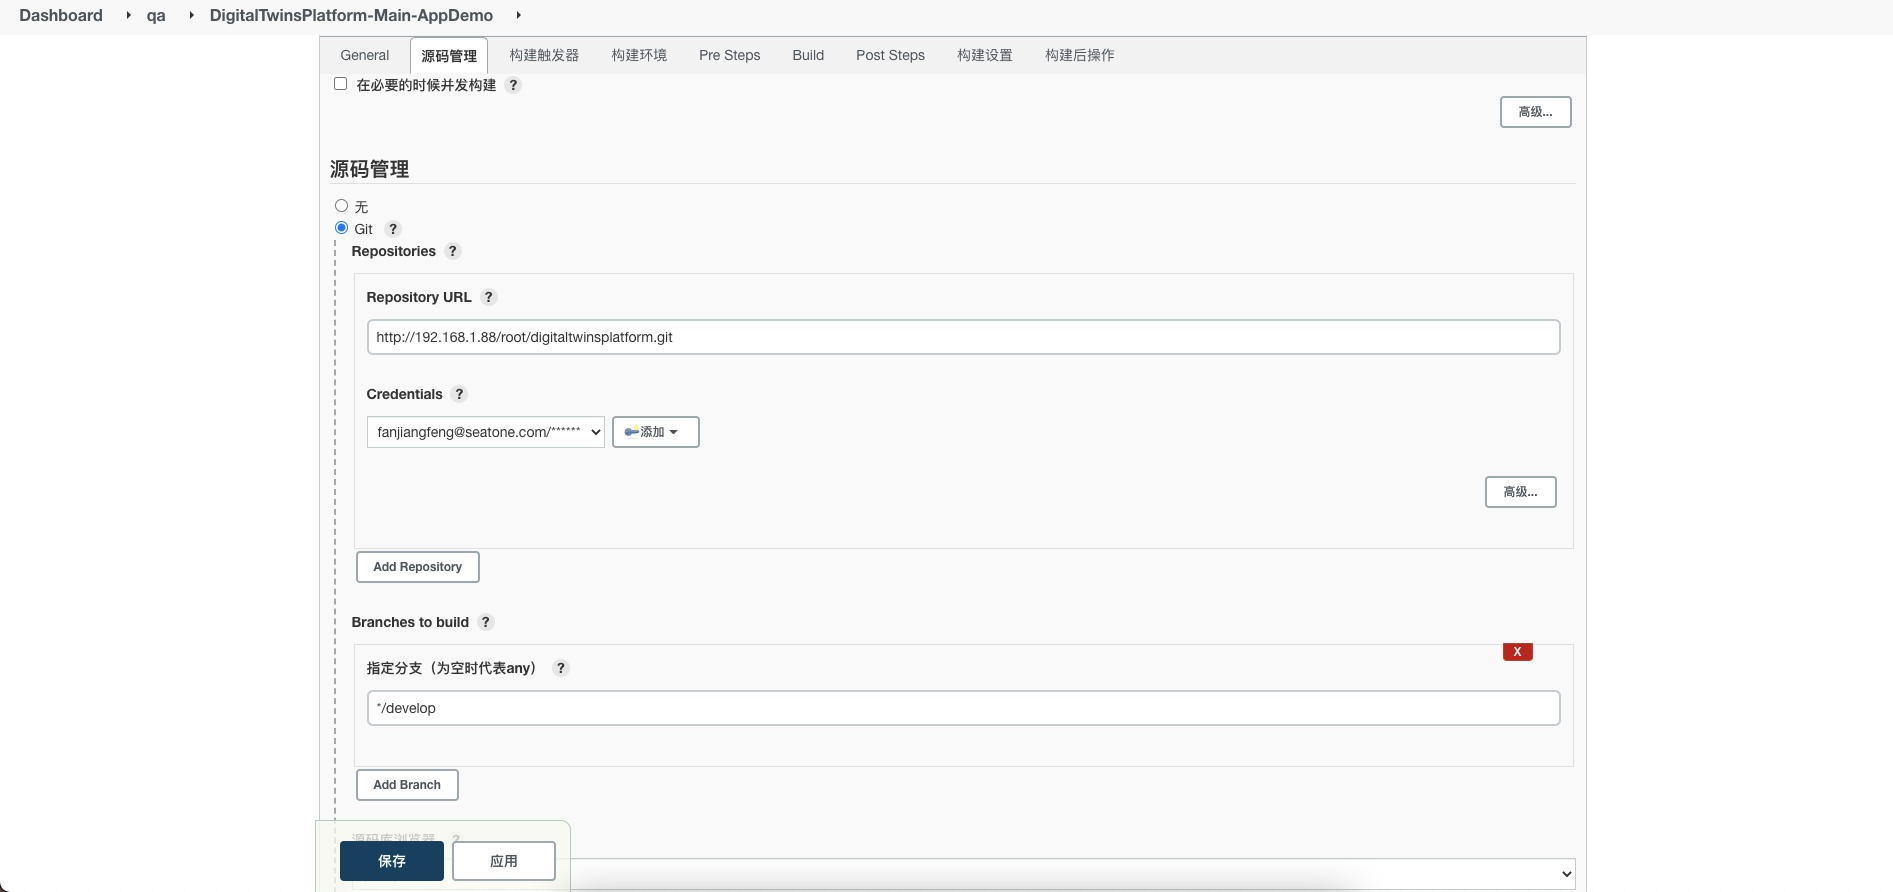 Dashboard qa DigitalTwinsPlatform-Main-AppDemo
General 源码管理 构建触发器 构建环境 Pre Steps Build Post Steps 构建设置 构建后操作
在必要的时候并发构建 ?
高级...
源码管理
无
Git ?
Repositories ?
Repository URL ?
http://192.168.1.88/root/digitaltwinsplatform.git
Credentials ?
fanjiangfeng@seatone.com/****** 添加
高级...
Add Repository
Branches to build ?
X
指定分支（为空时代表any） ?
*/develop
Add Branch
源码库浏览器 ?
保存 应用